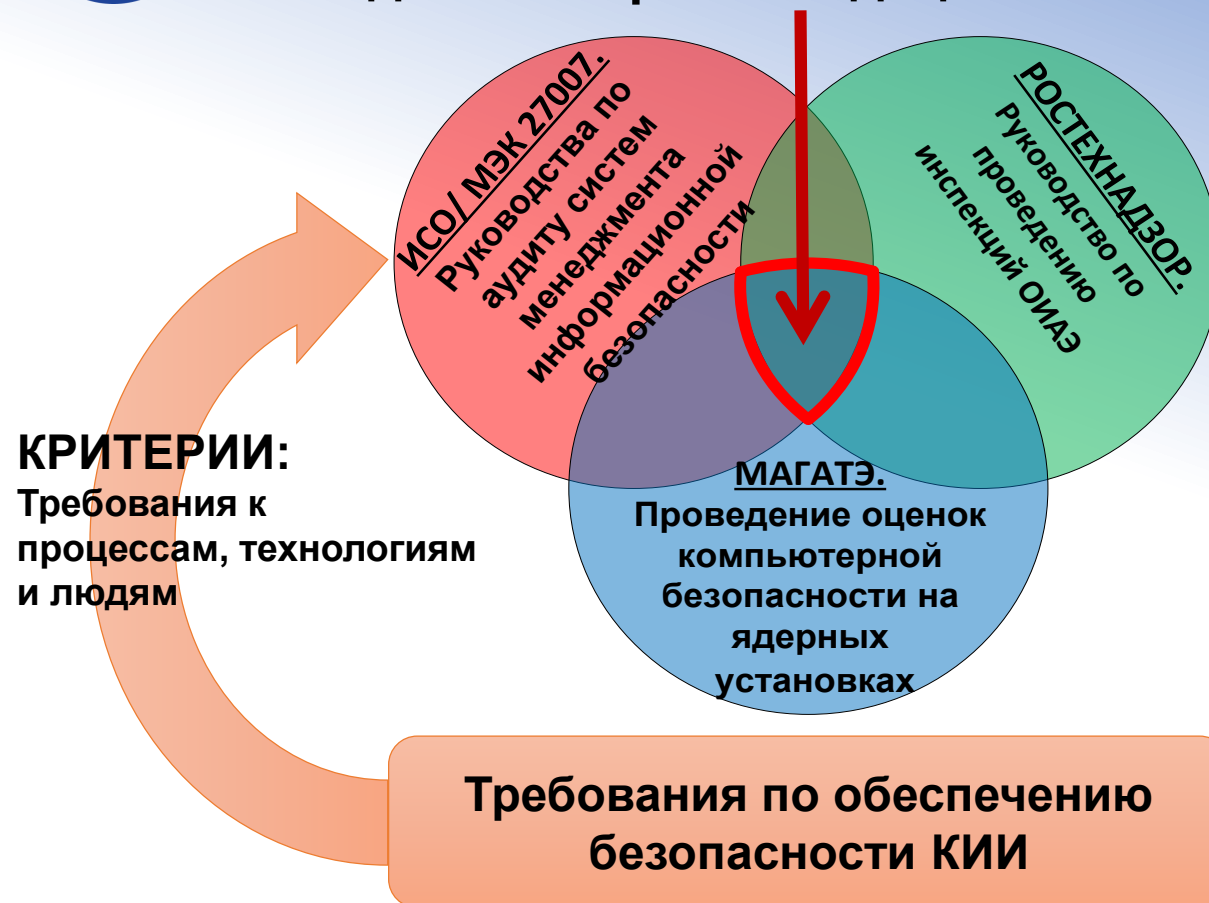 ИСО/ МЭК 27007.
Руководства по
аудиту систем
менеджмента
информационной
безопасности
РОСТЕХНАДЗОР.
Руководство по
проведению
инспекций ОИАЭ
КРИТЕРИИ:
Требования к
процессам, технологиям
и людям
МАГАТЭ.
Проведение оценок
компьютерной
безопасности на
ядерных
установках
Требования по обеспечению
безопасности КИИ